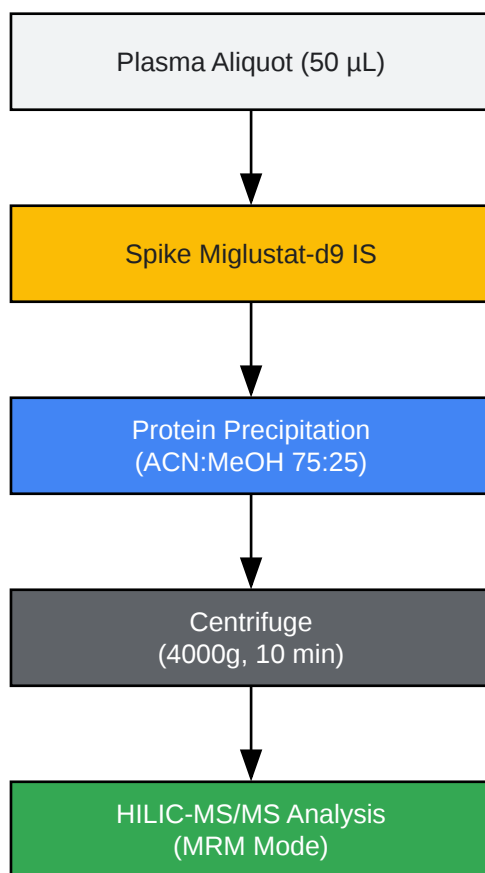 Plasma Aliquot (50 µL)
Spike Miglustat-d9 IS
Protein Precipitation
(ACN:MeOH 75:25)
Centrifuge
(4000g, 10 min)
HILIC-MS/MS Analysis
(MRM Mode)